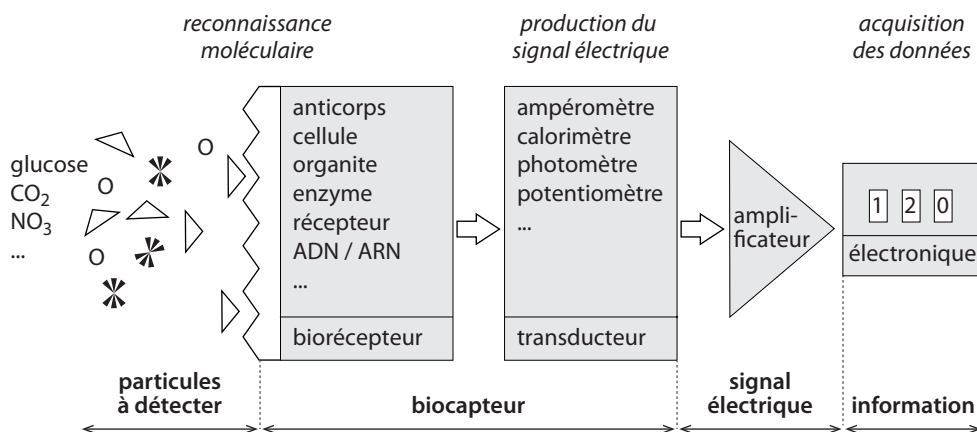 reconnaissance
moléculaire
production du
signal électrique
acquisition
des données
glucose
CO2
NO3
...
O
O
O
anticorps
cellule
organite
enzyme
récepteur
ADN / ARN
...
biorécepteur
ampéromètre
calorimètre
photomètre
potentiomètre
...
transducteur
ampli-
ficateur
1 2 0
électronique
particules
à détecter
biocapteur
signal
électrique
information